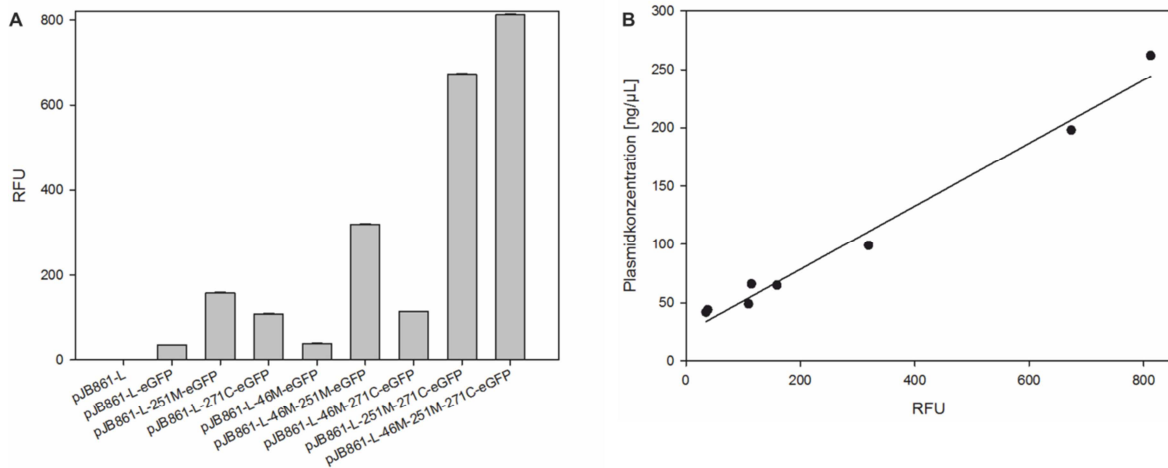 A
800
600
400
200
0
RFU
pJB861-L
pJB861-L-eGFP
pJB861-L-251M-eGFP
pJB861-L-271C-eGFP
pJB861-L-46M-eGFP
pJB861-L-46M-251M-eGFP
pJB861-L-46M-271C-eGFP
pJB861-L-251M-271C-eGFP
pJB861-L-46M-251M-271C-eGFP
B
300
250
200
150
100
50
0
Plasmidkonzentration [ng/µL]
0 200 400 600 800
RFU